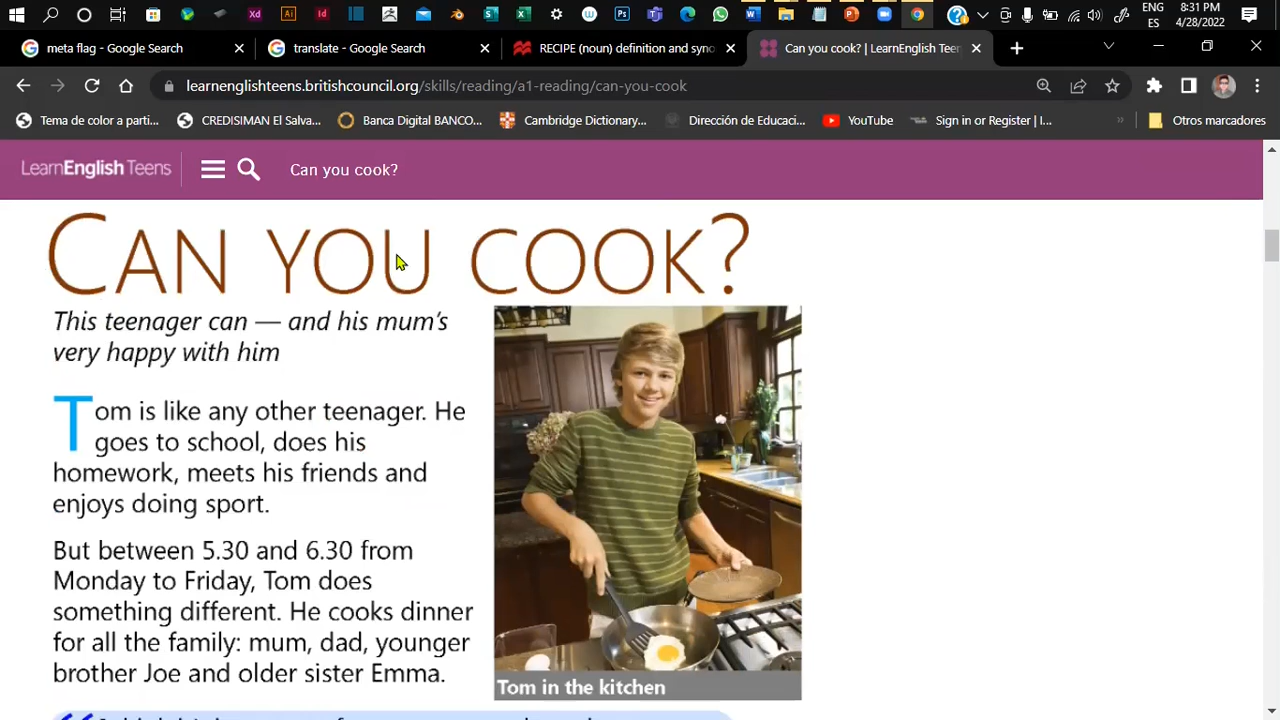 ENG
8:31 PM
ES
4/28/2022
meta flag - Google Search
translate - Google Search
RECIPE (noun) definition and syno
Can you cook? | LearnEnglish Teen
learnenglishteens.britishcouncil.org/skills/reading/a1-reading/can-you-cook
Tema de color a parti...
CREDISIMAN El Salva...
Banca Digital BANCO...
Cambridge Dictionary...
Dirección de Educaci...
YouTube
Sign in or Register | I...
Otros marcadores
LearnEnglish Teens
Can you cook?
CAN YOU COOK?
This teenager can — and his mum's
very happy with him
Tom is like any other teenager. He
goes to school, does his
homework, meets his friends and
enjoys doing sport.
But between 5.30 and 6.30 from
Monday to Friday, Tom does
something different. He cooks dinner
for all the family: mum, dad, younger
brother Joe and older sister Emma.
Tom in the kitchen